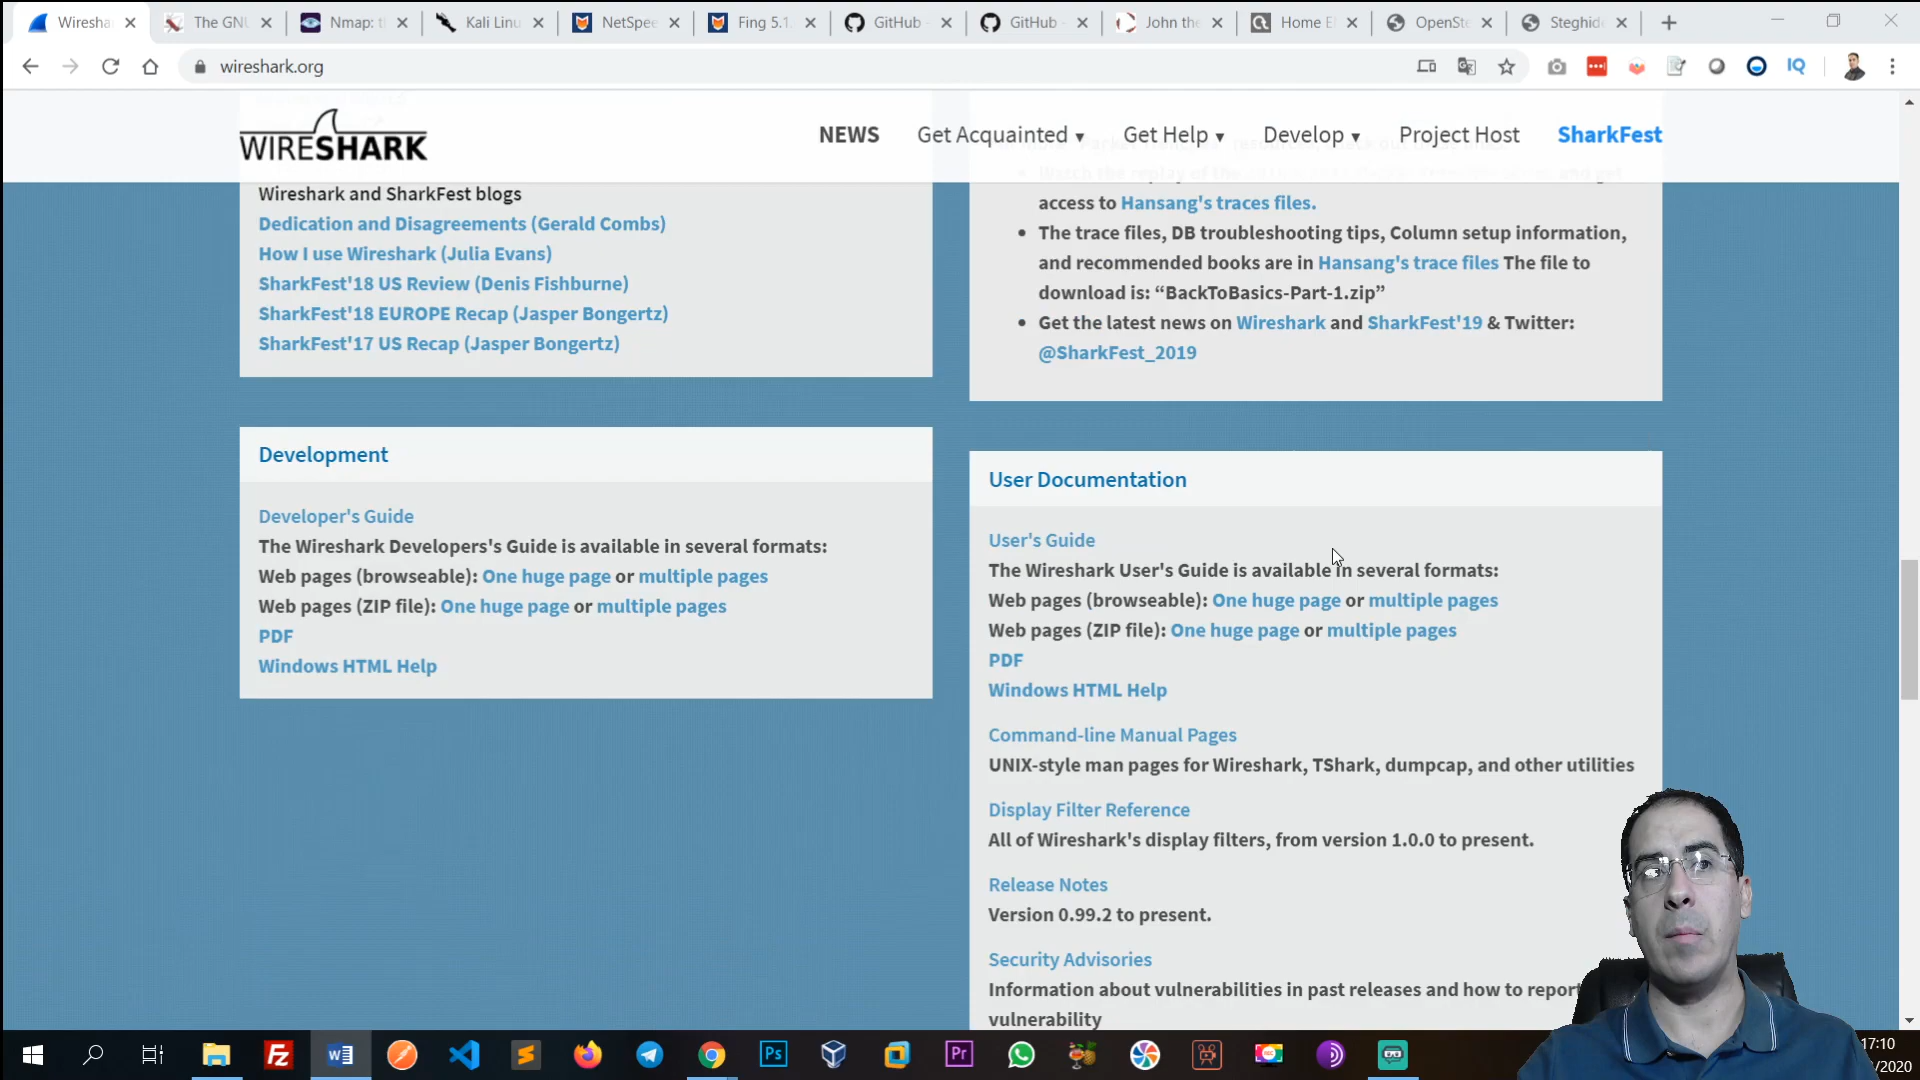 Wiresha
The GNU
Nmap: t
Kali Linu
NetSpe
Fing 5.1.
GitHub -
GitHub -
John the
Home E
OpenSte
Steghid
wireshark.org
IQ
WIRESHARK
NEWS
Get Acquainted ▾
Get Help ▾
Develop ▾
Project Host
SharkFest
Wireshark and SharkFest blogs
Dedication and Disagreements (Gerald Combs)
How I use Wireshark (Julia Evans)
SharkFest'18 US Review (Denis Fishburne)
SharkFest'18 EUROPE Recap (Jasper Bongertz)
SharkFest'17 US Recap (Jasper Bongertz)
Watch the replay of the
access to Hansang's traces files.
The trace files, DB troubleshooting tips, Column setup information,
and recommended books are in Hansang's trace files The file to
download is: “BackToBasics-Part-1.zip”
Get the latest news on Wireshark and SharkFest'19 & Twitter:
@SharkFest_2019
Development
Developer's Guide
The Wireshark Developers's Guide is available in several formats:
Web pages (browseable): One huge page or multiple pages
Web pages (ZIP file): One huge page or multiple pages
PDF
Windows HTML Help
User Documentation
User's Guide
The Wireshark User's Guide is available in several formats:
Web pages (browseable): One huge page or multiple pages
Web pages (ZIP file): One huge page or multiple pages
PDF
Windows HTML Help
Command-line Manual Pages
UNIX-style man pages for Wireshark, TShark, dumpcap, and other utilities
Display Filter Reference
All of Wireshark's display filters, from version 1.0.0 to present.
Release Notes
Version 0.99.2 to present.
Security Advisories
Information about vulnerabilities in past releases and how to report
vulnerability
Fz
W
Ps
Pr
17:10
/2020